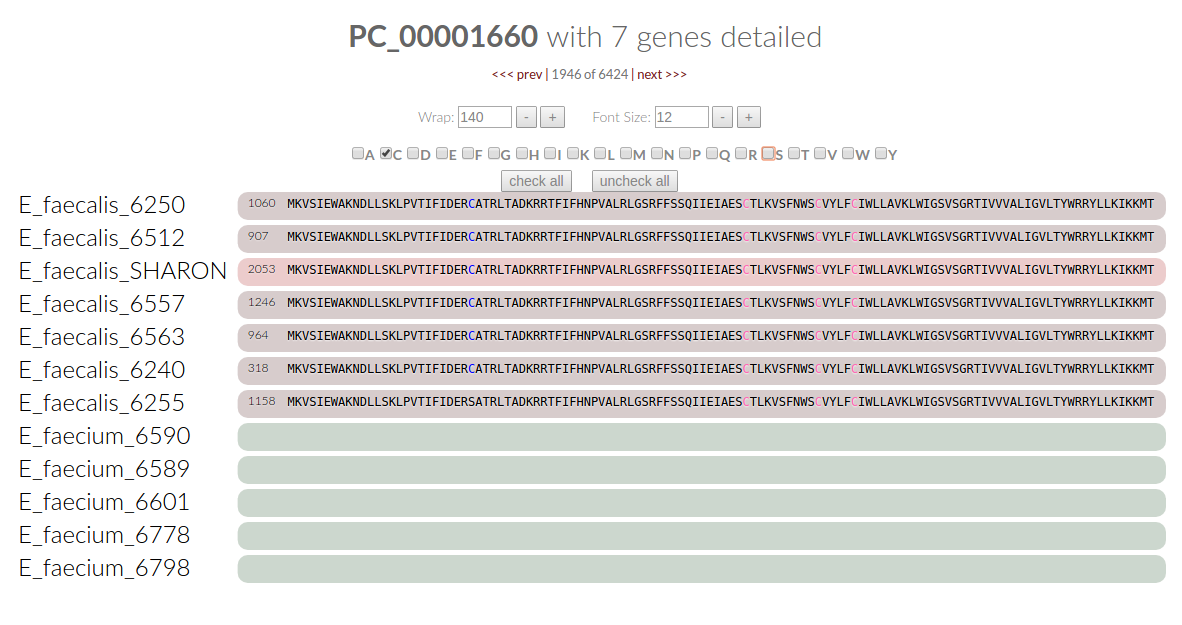 PC_00001660 with 7 genes detailed
<<< prev | 1946 of 6424 | next >>>
Wrap: 140 - + Font Size: 12 - +
A C D E F G H I K L M N P Q R S T V W Y
check all uncheck all
E_faecalis_6250 1060 MKVSIEWAKNDLLSKLPVTIFIDERCATRLTADKRRTFIFHNPVALRLGSRFFSSQIIEIAESCTLKVSFNWSCVYLFCIWLLAVKLWIGSVSGRTIVVVALIGVLTYWRRYLLKIKKMT
E_faecalis_6512 907 MKVSIEWAKNDLLSKLPVTIFIDERCATRLTADKRRTFIFHNPVALRLGSRFFSSQIIEIAESCTLKVSFNWSCVYLFCIWLLAVKLWIGSVSGRTIVVVALIGVLTYWRRYLLKIKKMT
E_faecalis_SHARON 2053 MKVSIEWAKNDLLSKLPVTIFIDERCATRLTADKRRTFIFHNPVALRLGSRFFSSQIIEIAESCTLKVSFNWSCVYLFCIWLLAVKLWIGSVSGRTIVVVALIGVLTYWRRYLLKIKKMT
E_faecalis_6557 1246 MKVSIEWAKNDLLSKLPVTIFIDERCATRLTADKRRTFIFHNPVALRLGSRFFSSQIIEIAESCTLKVSFNWSCVYLFCIWLLAVKLWIGSVSGRTIVVVALIGVLTYWRRYLLKIKKMT
E_faecalis_6563 964 MKVSIEWAKNDLLSKLPVTIFIDERCATRLTADKRRTFIFHNPVALRLGSRFFSSQIIEIAESCTLKVSFNWSCVYLFCIWLLAVKLWIGSVSGRTIVVVALIGVLTYWRRYLLKIKKMT
E_faecalis_6240 318 MKVSIEWAKNDLLSKLPVTIFIDERCATRLTADKRRTFIFHNPVALRLGSRFFSSQIIEIAESCTLKVSFNWSCVYLFCIWLLAVKLWIGSVSGRTIVVVALIGVLTYWRRYLLKIKKMT
E_faecalis_6255 1158 MKVSIEWAKNDLLSKLPVTIFIDERSATRLTADKRRTFIFHNPVALRLGSRFFSSQIIEIAESCTLKVSFNWSCVYLFCIWLLAVKLWIGSVSGRTIVVVALIGVLTYWRRYLLKIKKMT
E_faecium_6590
E_faecium_6589
E_faecium_6601
E_faecium_6778
E_faecium_6798